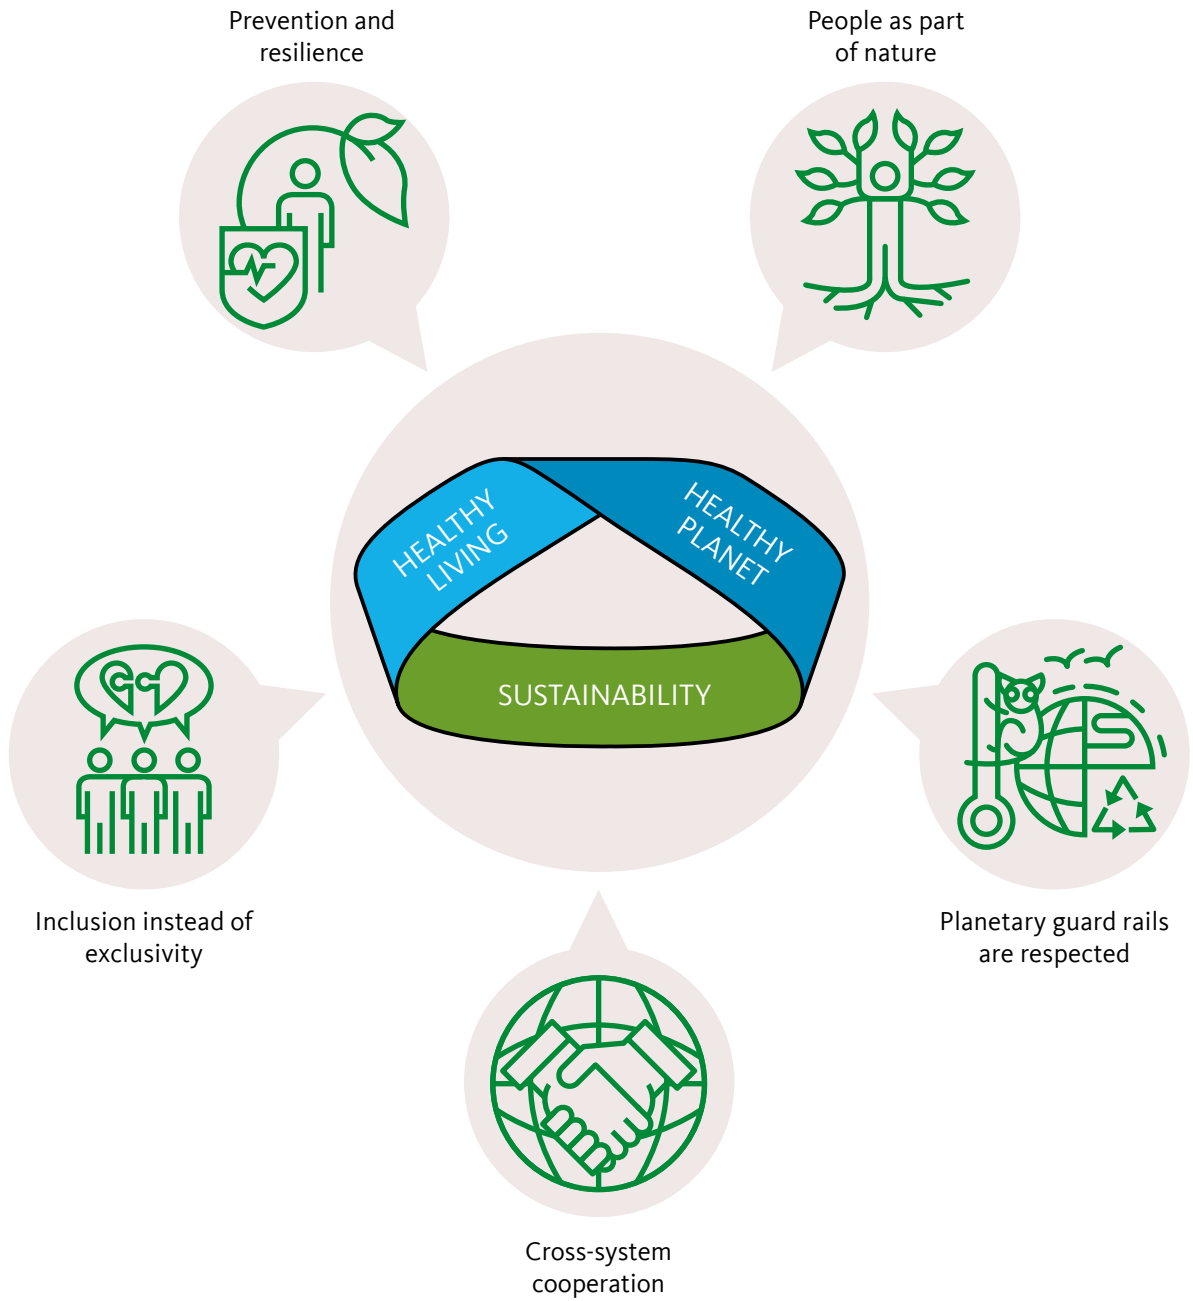 Prevention and
resilience
People as part
of nature
HEALTHY
LIVING
HEALTHY
PLANET
SUSTAINABILITY
Inclusion instead of
exclusivity
Planetary guard rails
are respected
Cross-system
cooperation